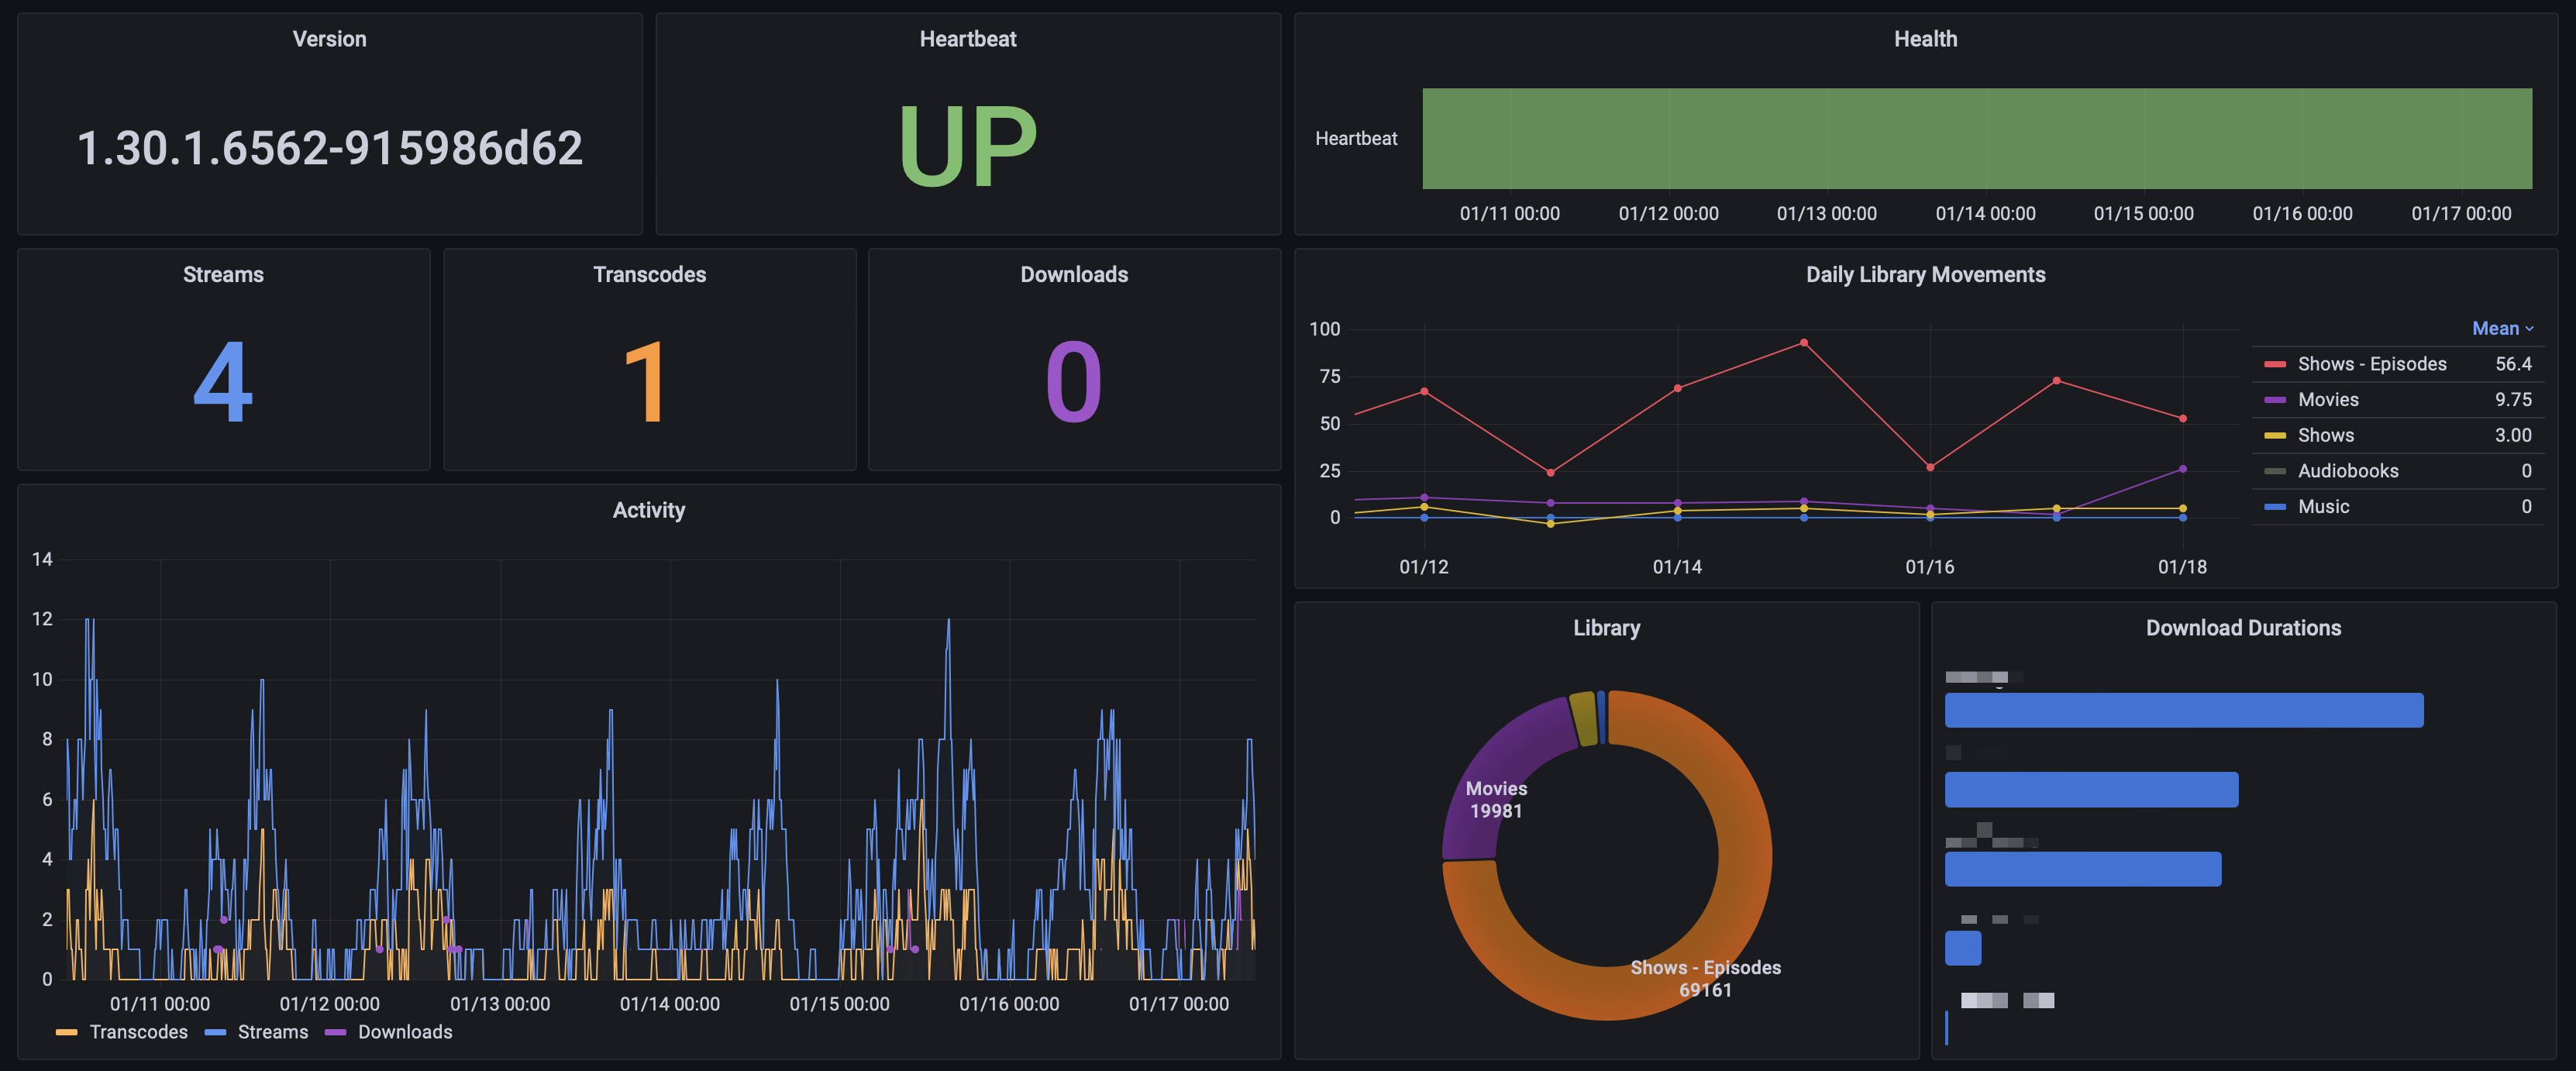 Version
1.30.1.6562-915986d62
Heartbeat
UP
Health
Heartbeat
01/11 00:00 01/12 00:00 01/13 00:00 01/14 00:00 01/15 00:00 01/16 00:00 01/17 00:00
Streams
4
Transcodes
1
Downloads
0
Daily Library Movements
100
75
50
25
0
01/12 01/14 01/16 01/18
Mean
Shows - Episodes 56.4
Movies 9.75
Shows 3.00
Audiobooks 0
Music 0
Activity
14
12
10
8
6
4
2
0
01/11 00:00 01/12 00:00 01/13 00:00 01/14 00:00 01/15 00:00 01/16 00:00 01/17 00:00
Transcodes Streams Downloads
Library
Movies
19981
Shows - Episodes
69161
Download Durations